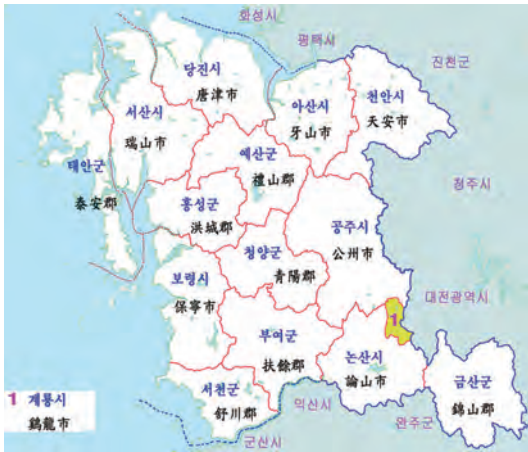 화성시
평택시
진천군
당진시
唐津市
아산시
牙山市
천안시
天安市
서산시
瑞山市
예산군
禮山郡
태안군
泰安郡
청주시
홍성군
洪城郡
공주시
公州市
청양군
青陽郡
보령시
保寧市
대전광역시
1
부여군
扶餘郡
논산시
論山市
금산군
錦山郡
서천군
舒川郡
익산시
완주군
군산시
1 계룡시
鷄龍市